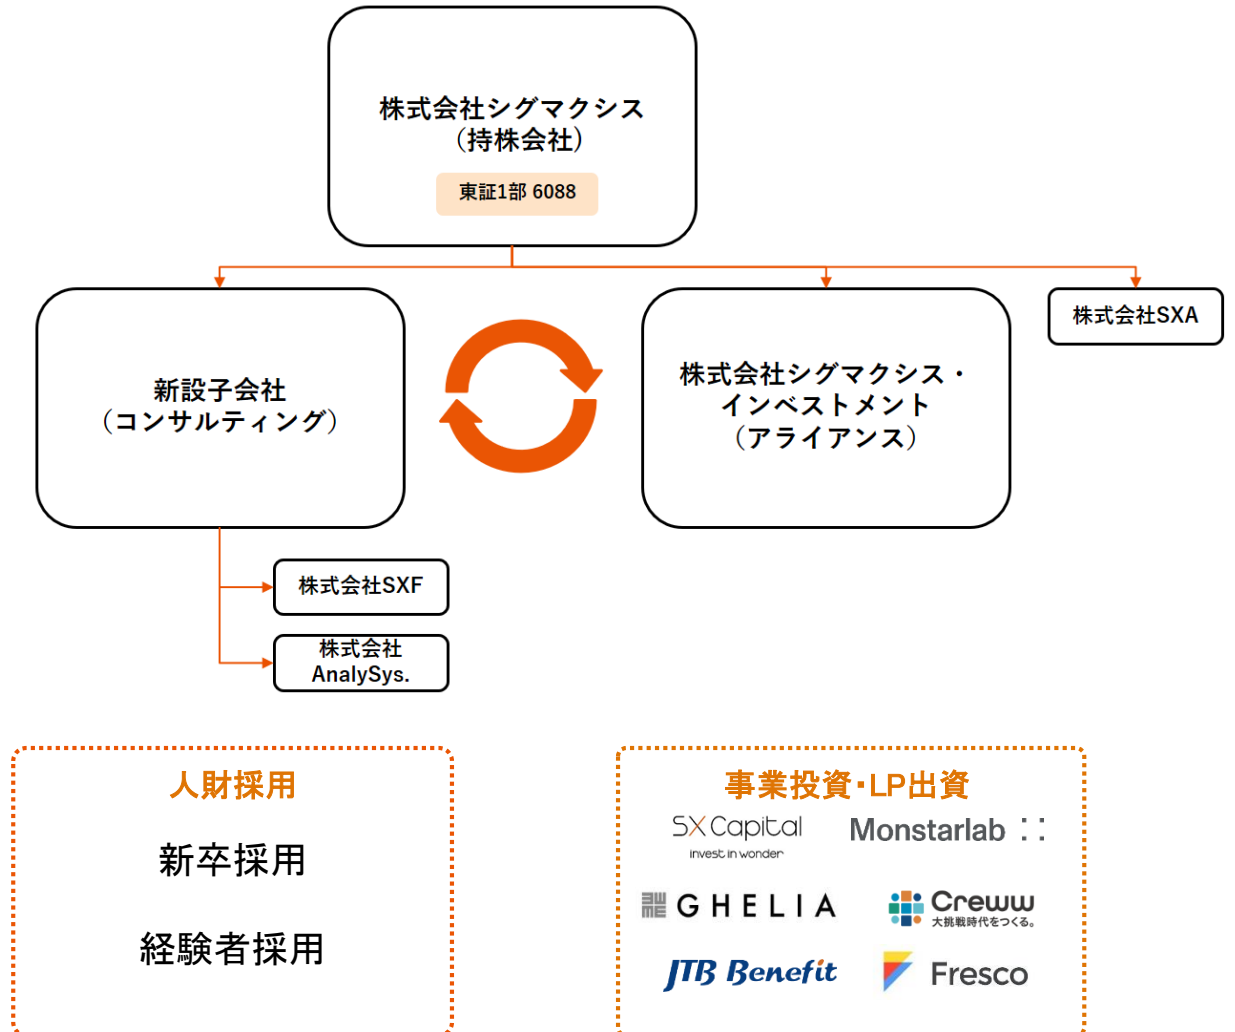 株式会社シグマクシス
（持株会社）
東証1部 6088
新設子会社
（コンサルティング）
株式会社シグマクシス・
インベストメント
（アライアンス）
株式会社SXA
株式会社SXF
株式会社
AnalySys.
人財採用
新卒採用
経験者採用
事業投資・LP出資
SX Capital
invest in wonder
Monstarlab
GHELIA
Creww
大挑戦時代をつくる。
JTB Benefit
Fresco